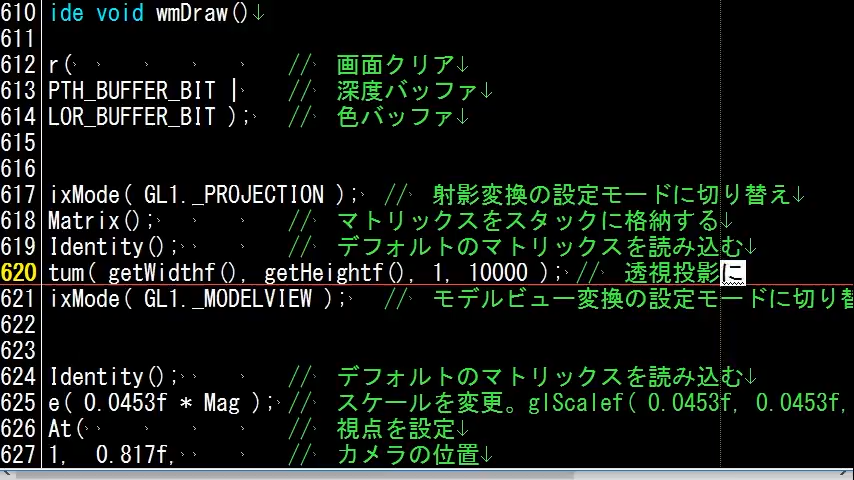 610 ide void wmDraw()↓
611
612 r( // 画面クリア↓
613 PTH_BUFFER_BIT | // 深度バッファ↓
614 LOR_BUFFER_BIT ); // 色バッファ↓
615
616
617 ixMode( GL1._PROJECTION ); // 射影変換の設定モードに切り替え↓
618 Matrix(); // マトリックスをスタックに格納する↓
619 Identity(); // デフォルトのマトリックスを読み込む↓
620 tum( getWidthf(), getHeightf(), 1, 10000 ); // 透視投影に
621 ixMode( GL1._MODELVIEW ); // モデルビュー変換の設定モードに切り替
622
623
624 Identity(); // デフォルトのマトリックスを読み込む↓
625 e( 0.0453f * Mag ); // スケールを変更。glScalef( 0.0453f, 0.0453f,
626 At( // 視点を設定↓
627 1, 0.817f, // カメラの位置↓